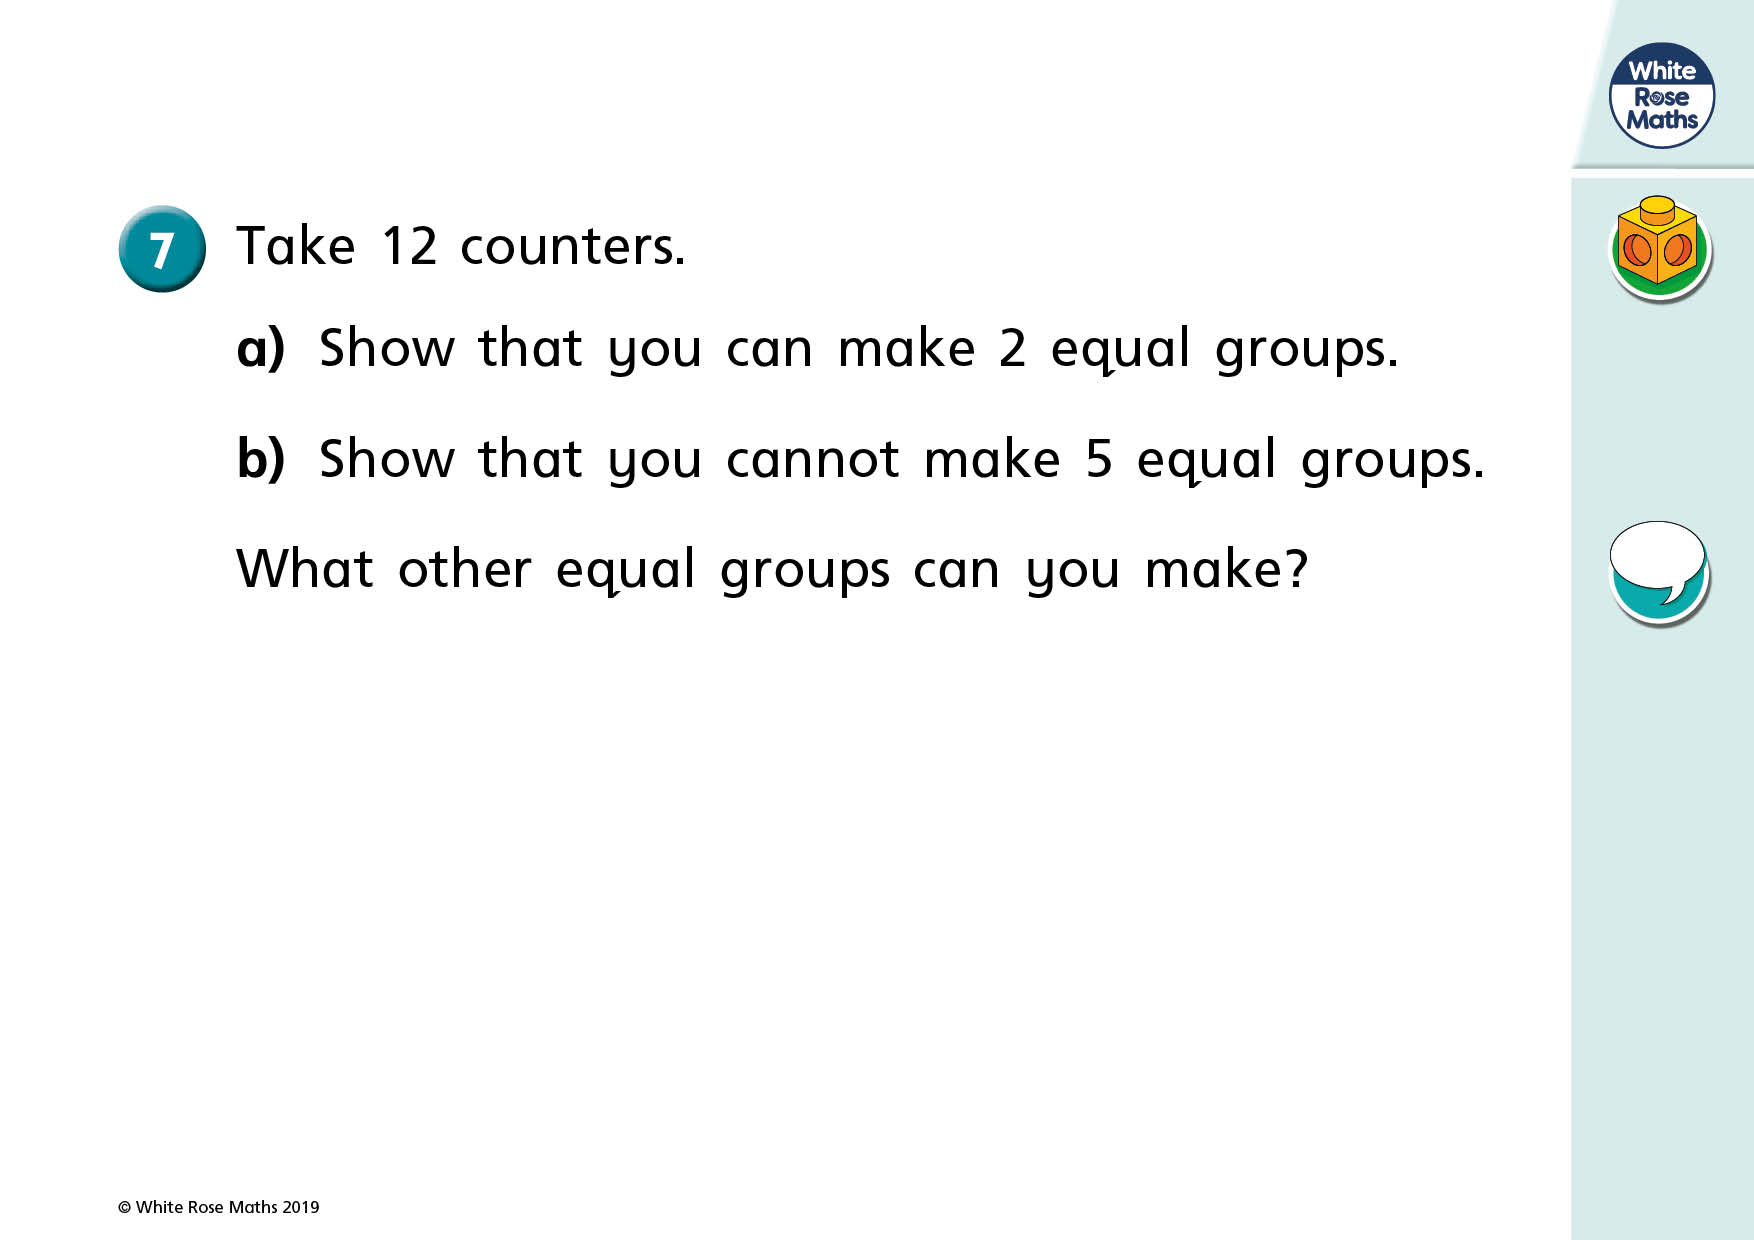 White
Rose
Maths
7 Take 12 counters.
a) Show that you can make 2 equal groups.
b) Show that you cannot make 5 equal groups.
What other equal groups can you make?
© White Rose Maths 2019